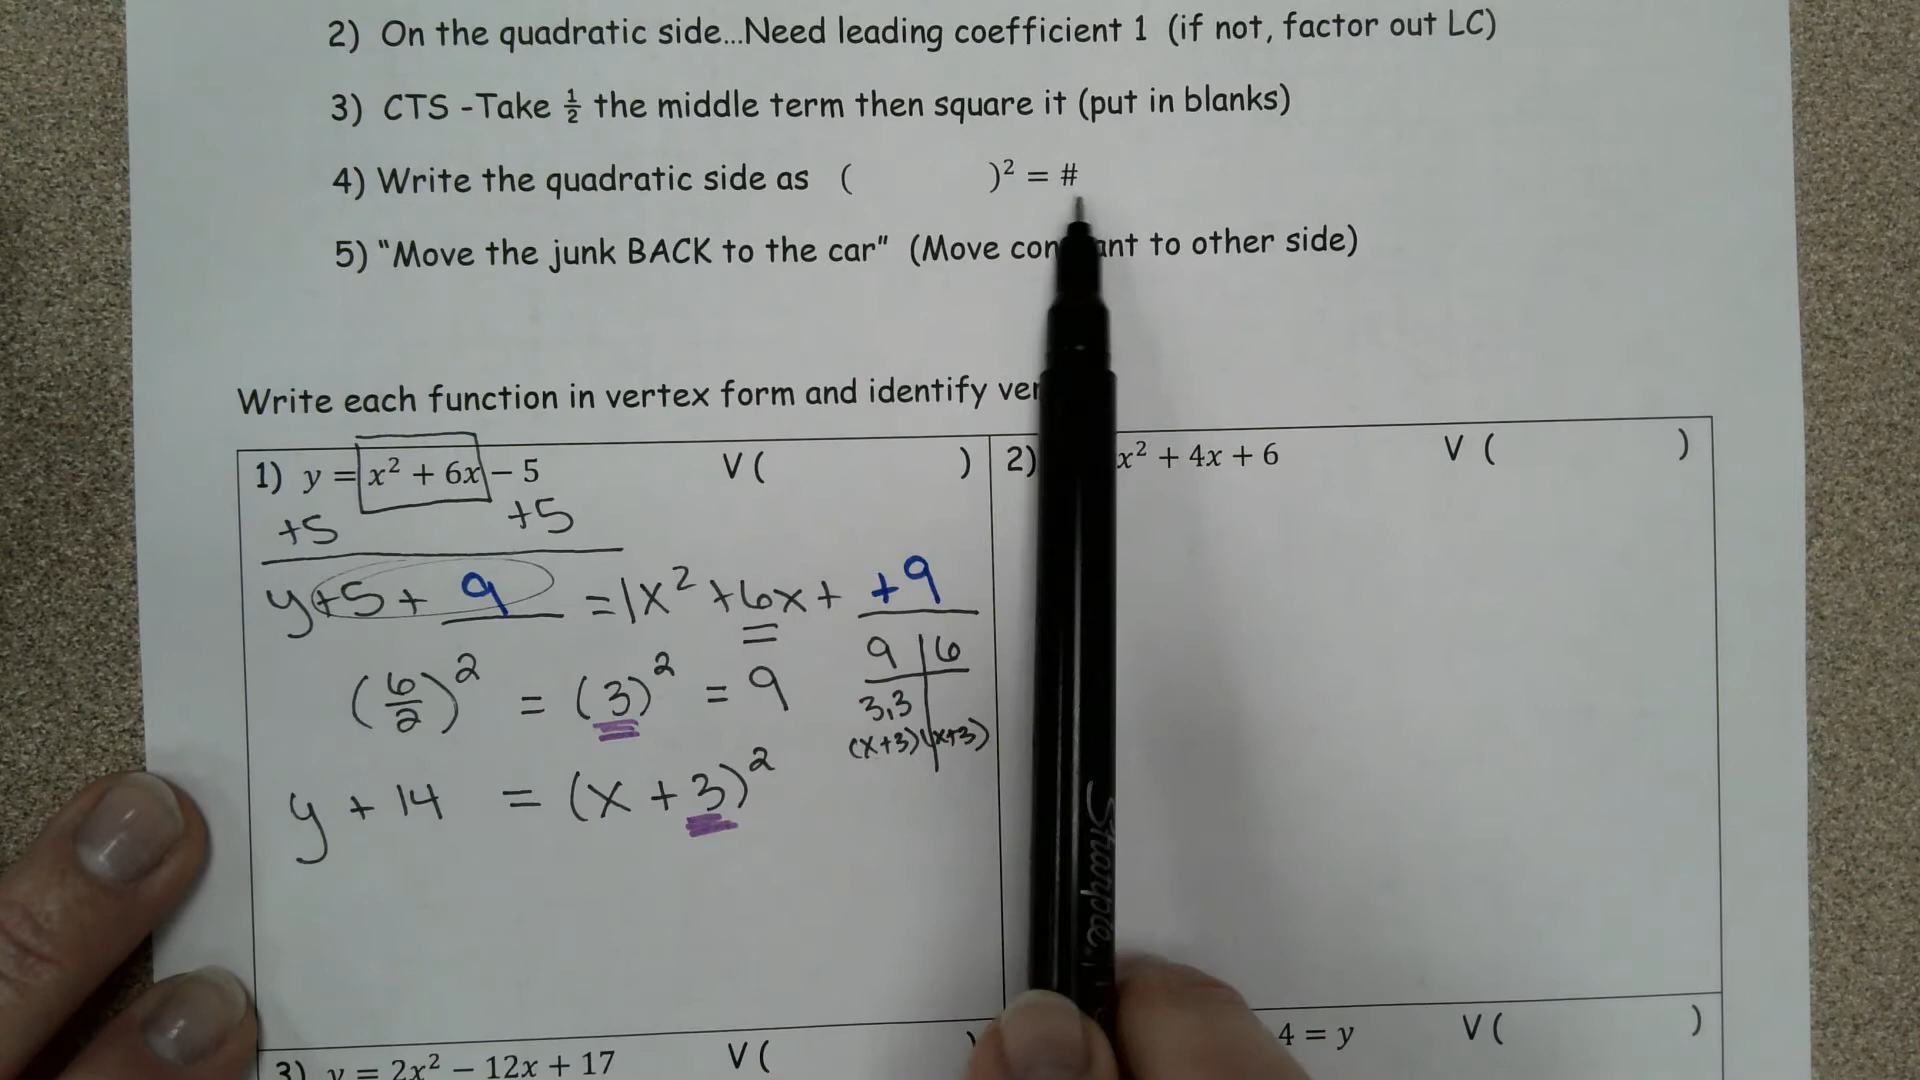 2) On the quadratic side...Need leading coefficient 1 (if not, factor out LC)
3) CTS -Take ½ the middle term then square it (put in blanks)
4) Write the quadratic side as ( )² = #
5) "Move the junk BACK to the car" (Move to other side)
Write each function in vertex form and identify
1) y = x² + 6x - 5 V ( )
+5 +5
y+5+ 9 = 1x² +6x+ +9
(6/2)² = (3)² = 9
9 | 6
3,3
(x+3)(x+3)
y + 14 = (x + 3)²
2) x² + 4x + 6 V ( )
3) y = 2x² - 12x + 17 V (
)
4 = y V ( )
Sharpie